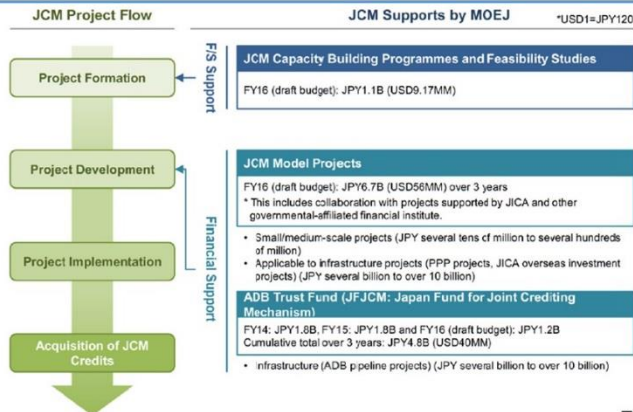 JCM Project Flow
JCM Supports by MOEJ
*USD1=JPY120
Project Formation
F/S Support
JCM Capacity Building Programmes and Feasibility Studies
FY16 (draft budget): JPY1.1B (USD9.17MM)
Project Development
Project Implementation
Acquisition of JCM
Credits
Financial Support
JCM Model Projects
FY16 (draft budget): JPY6.7B (USD56MM) over 3 years
* This includes collaboration with projects supported by JICA and other
governmental-affiliated financial institute.
• Small/medium-scale projects (JPY several tens of million to several hundreds
of million)
• Applicable to infrastructure projects (PPP projects, JICA overseas investment
projects) (JPY several billion to over 10 billion)
ADB Trust Fund (JFJCM: Japan Fund for Joint Crediting
Mechanism)
FY14: JPY1.8B, FY15: JPY1.8B and FY16 (draft budget): JPY1.2B
Cumulative total over 3 years: JPY4.8B (USD40MM)
• Infrastructure (ADB pipeline projects) (JPY several billion to over 10 billion)